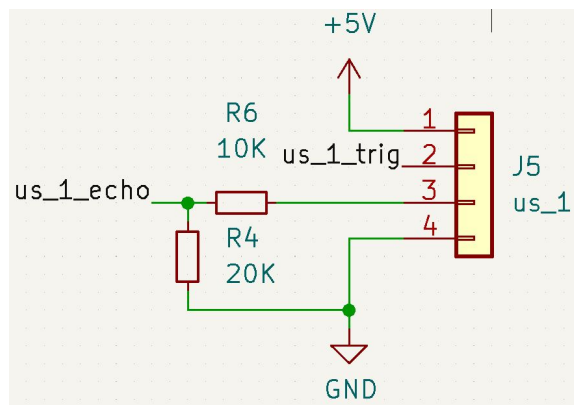 +5V
R6
10K
us_1_trig
us_1_echo
1
2
3
4
J5
us_1
R4
20K
GND